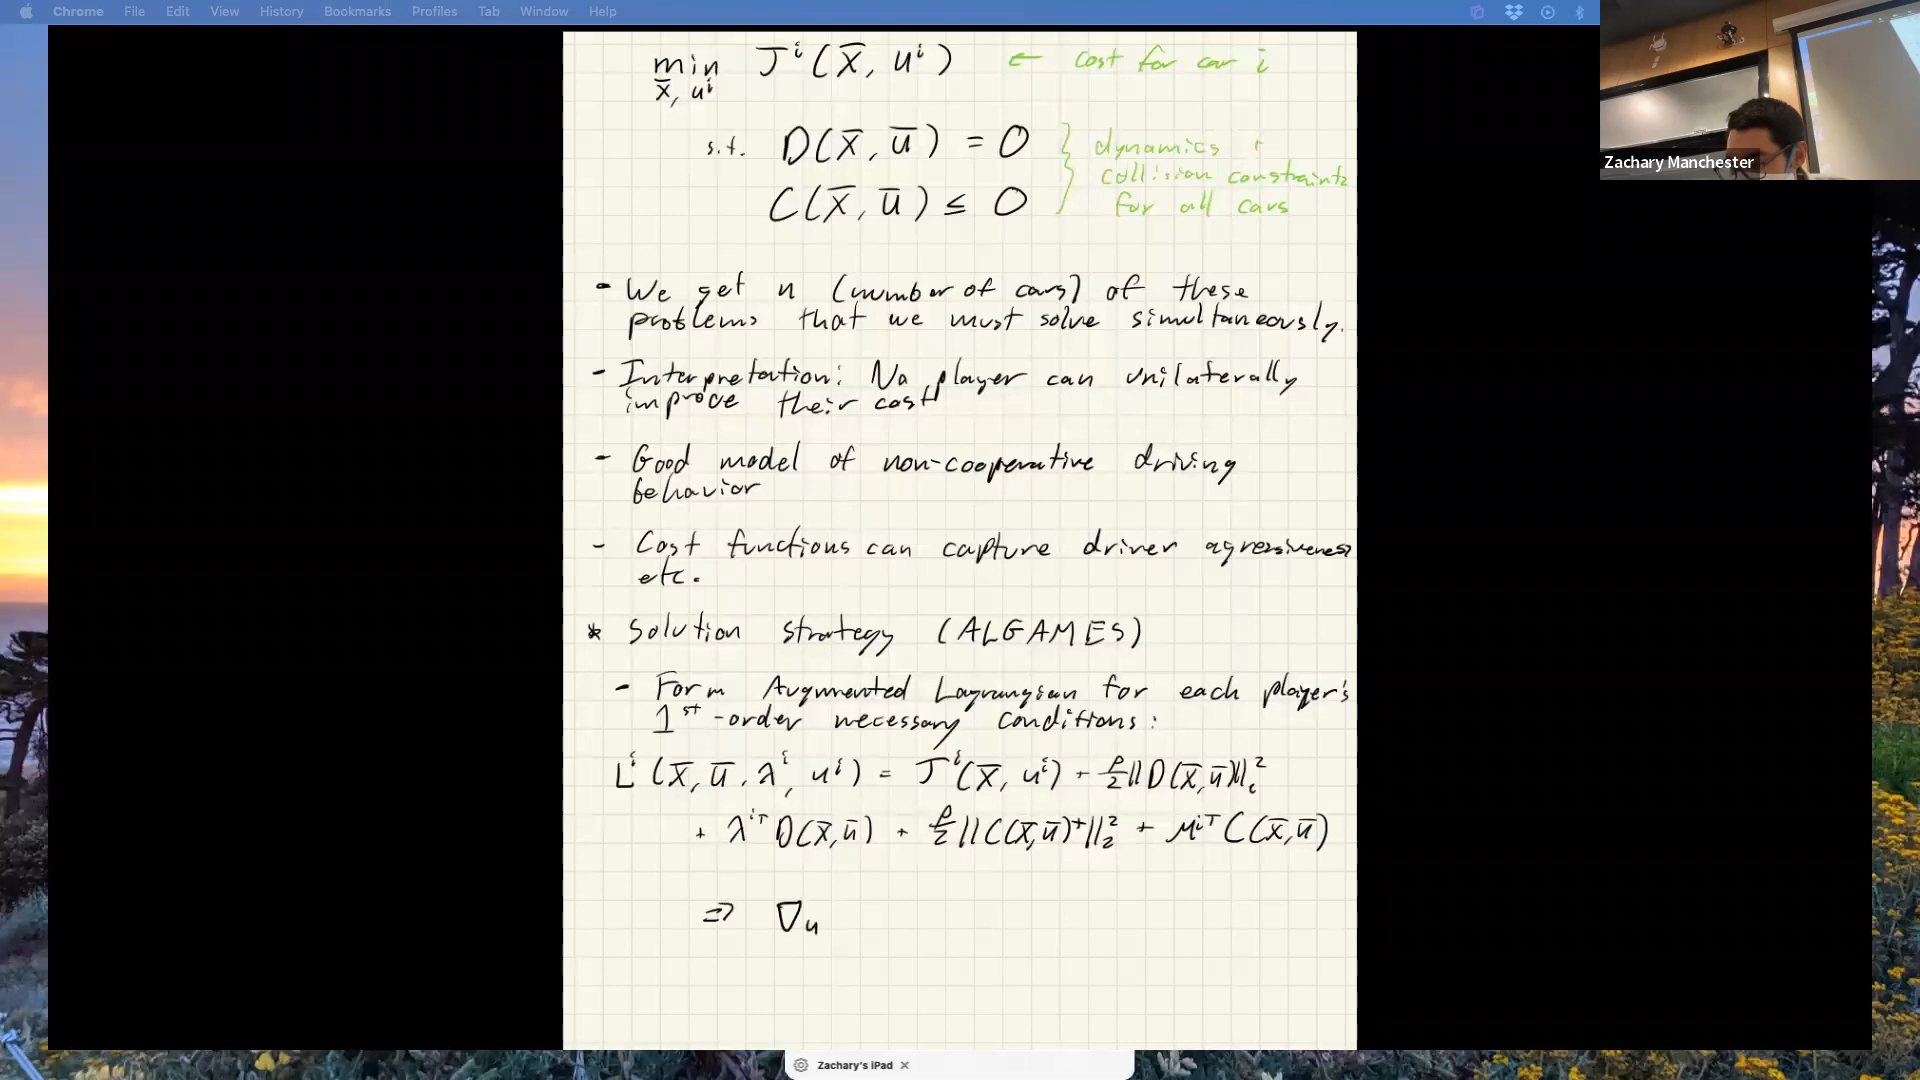 Chrome File Edit View History Bookmarks Profiles Tab Window Help
min J^i(x̄, u^i) ← cost for car i
x̄, u^i
s.t. D(x̄, ū) = 0 } dynamics +
collision constraints
C(x̄, ū) ≤ 0 for all cars
Zachary Manchester
- We get n (number of cars) of these
problems that we must solve simultaneously.
- Interpretation: No player can unilaterally
improve their cost
- Good model of non-cooperative driving
behavior
- Cost functions can capture driver agressiveness
etc.
* Solution strategy (ALGAMES)
- Form Augmented Lagrangian for each player's
1st-order necessary conditions:
L^i(x̄, ū, λ^i, u^i) = J^i(x̄, u^i) + ρ/2 ||D(x̄,ū)||²
+ λ^iT D(x̄,ū) + ρ/2 ||C(x̄,ū)^+||₂² + μ^iT C(x̄,ū)
⇒ ∇u
Zachary's iPad ×